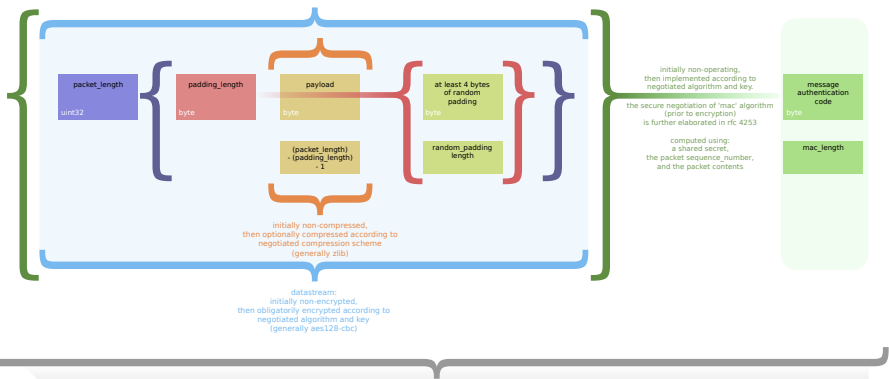 packet_length
uint32
padding_length
byte
payload
byte
(packet_length)
- (padding_length)
- 1
at least 4 bytes
of random
padding
byte
random_padding
length
initially non-operating,
then implemented according to
negotiated algorithm and key.
the secure negotiation of 'mac' algorithm
(prior to encryption)
is further elaborated in rfc 4253
computed using:
a shared secret,
the packet sequence_number,
and the packet contents
message
authentication
code
byte
mac_length
initially non-compressed,
then optionally compressed according to
negotiated compression scheme
(generally zlib)
datastream:
initially non-encrypted,
then obligatorily encrypted according to
negotiated algorithm and key
(generally aes128-cbc)